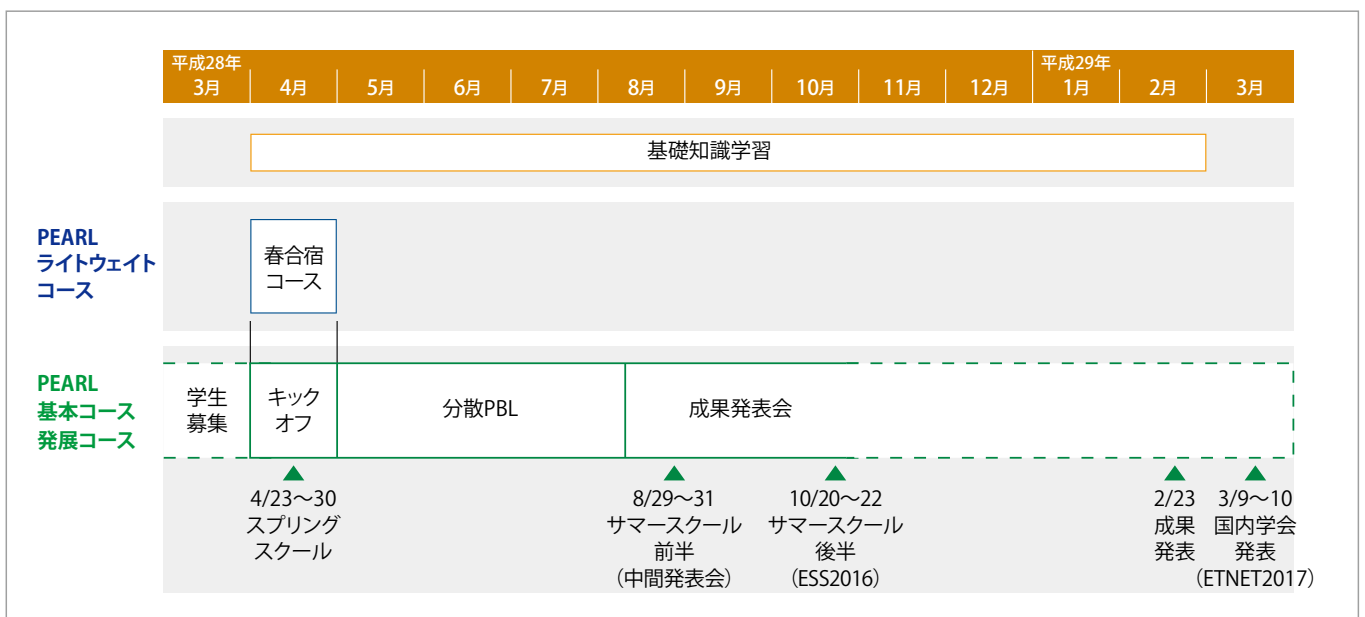 平成28年
平成29年
3月 4月 5月 6月 7月 8月 9月 10月 11月 12月 1月 2月 3月
基礎知識学習
PEARL
ライトウェイト
コース
春合宿
コース
PEARL
基本コース
発展コース
学生
募集
キック
オフ
分散PBL
成果発表会
4/23～30
スプリング
スクール
8/29～31
サマースクール
前半
（中間発表会）
10/20～22
サマースクール
後半
（ESS2016）
2/23
成果
発表
3/9～10
国内学会
発表
（ETNET2017）